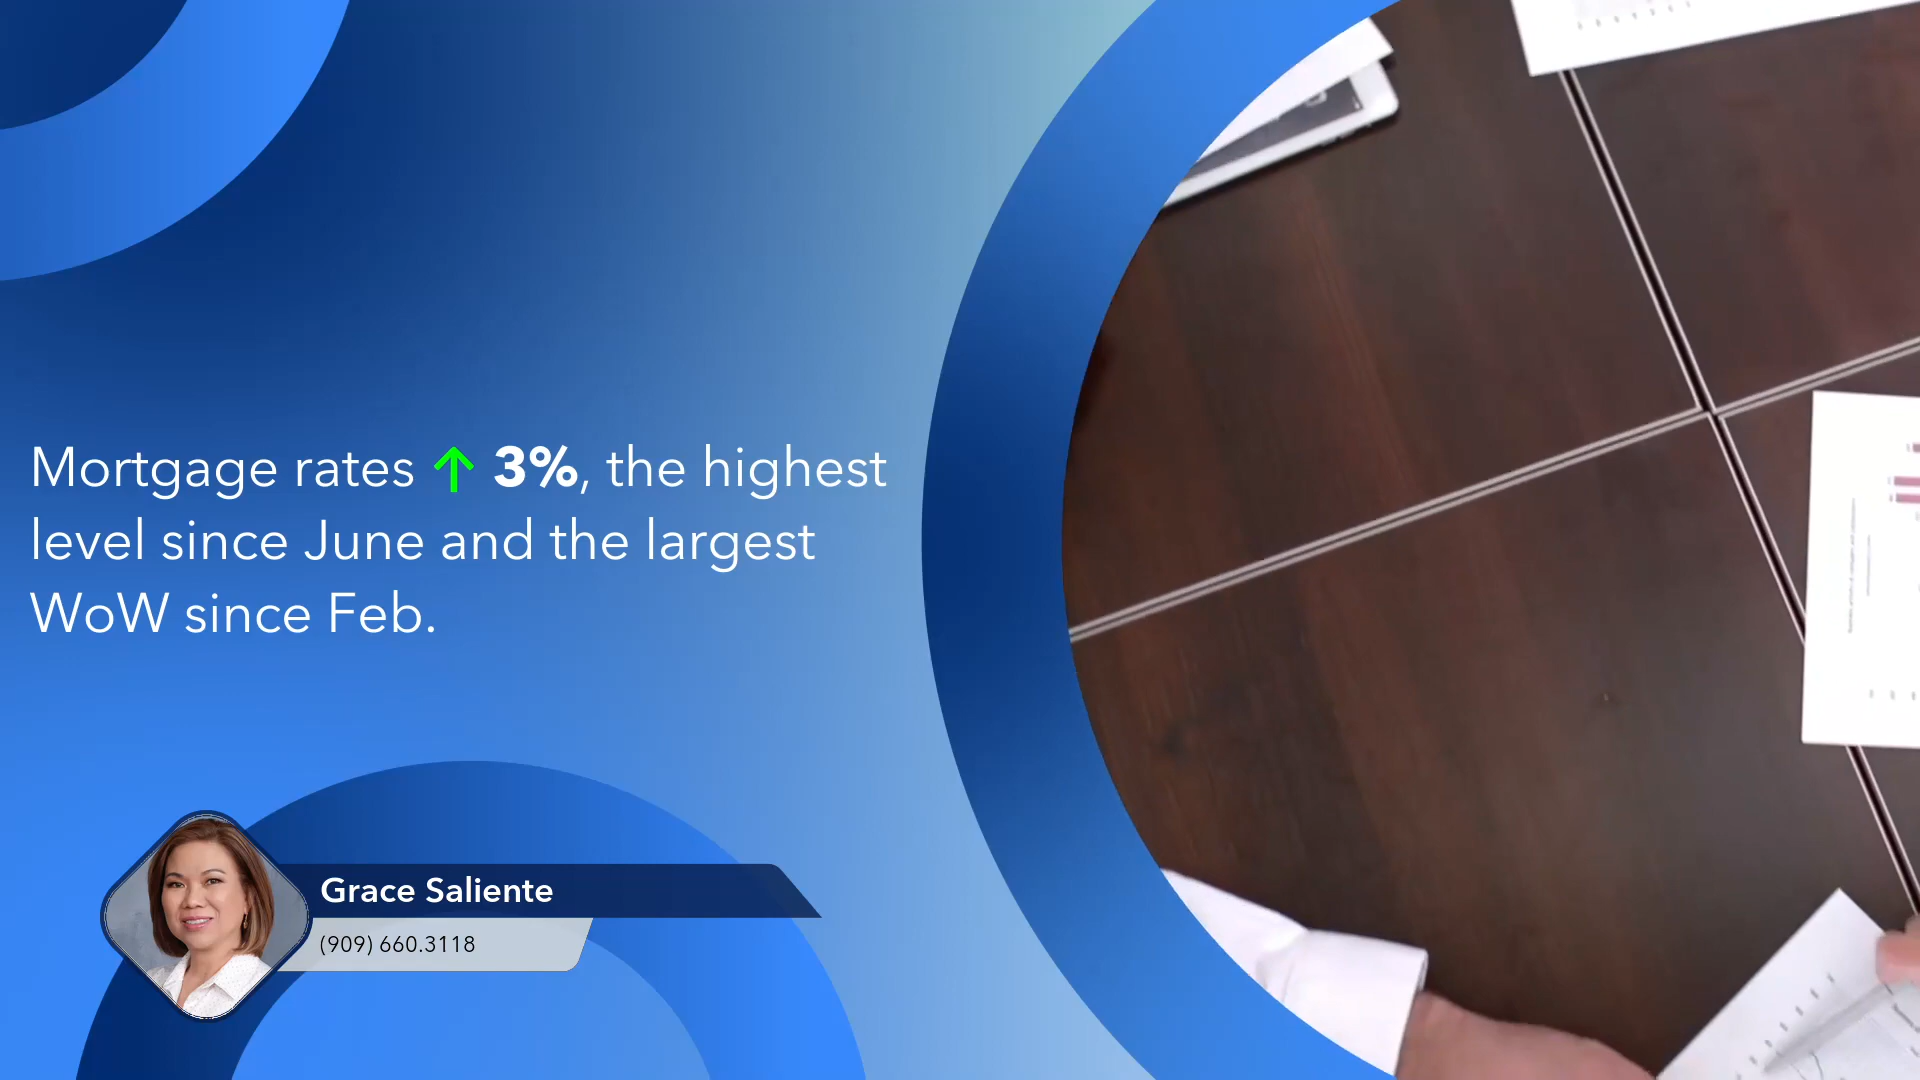 Mortgage rates ↑ 3%, the highest
level since June and the largest
WoW since Feb.
Grace Saliente
(909) 660.3118